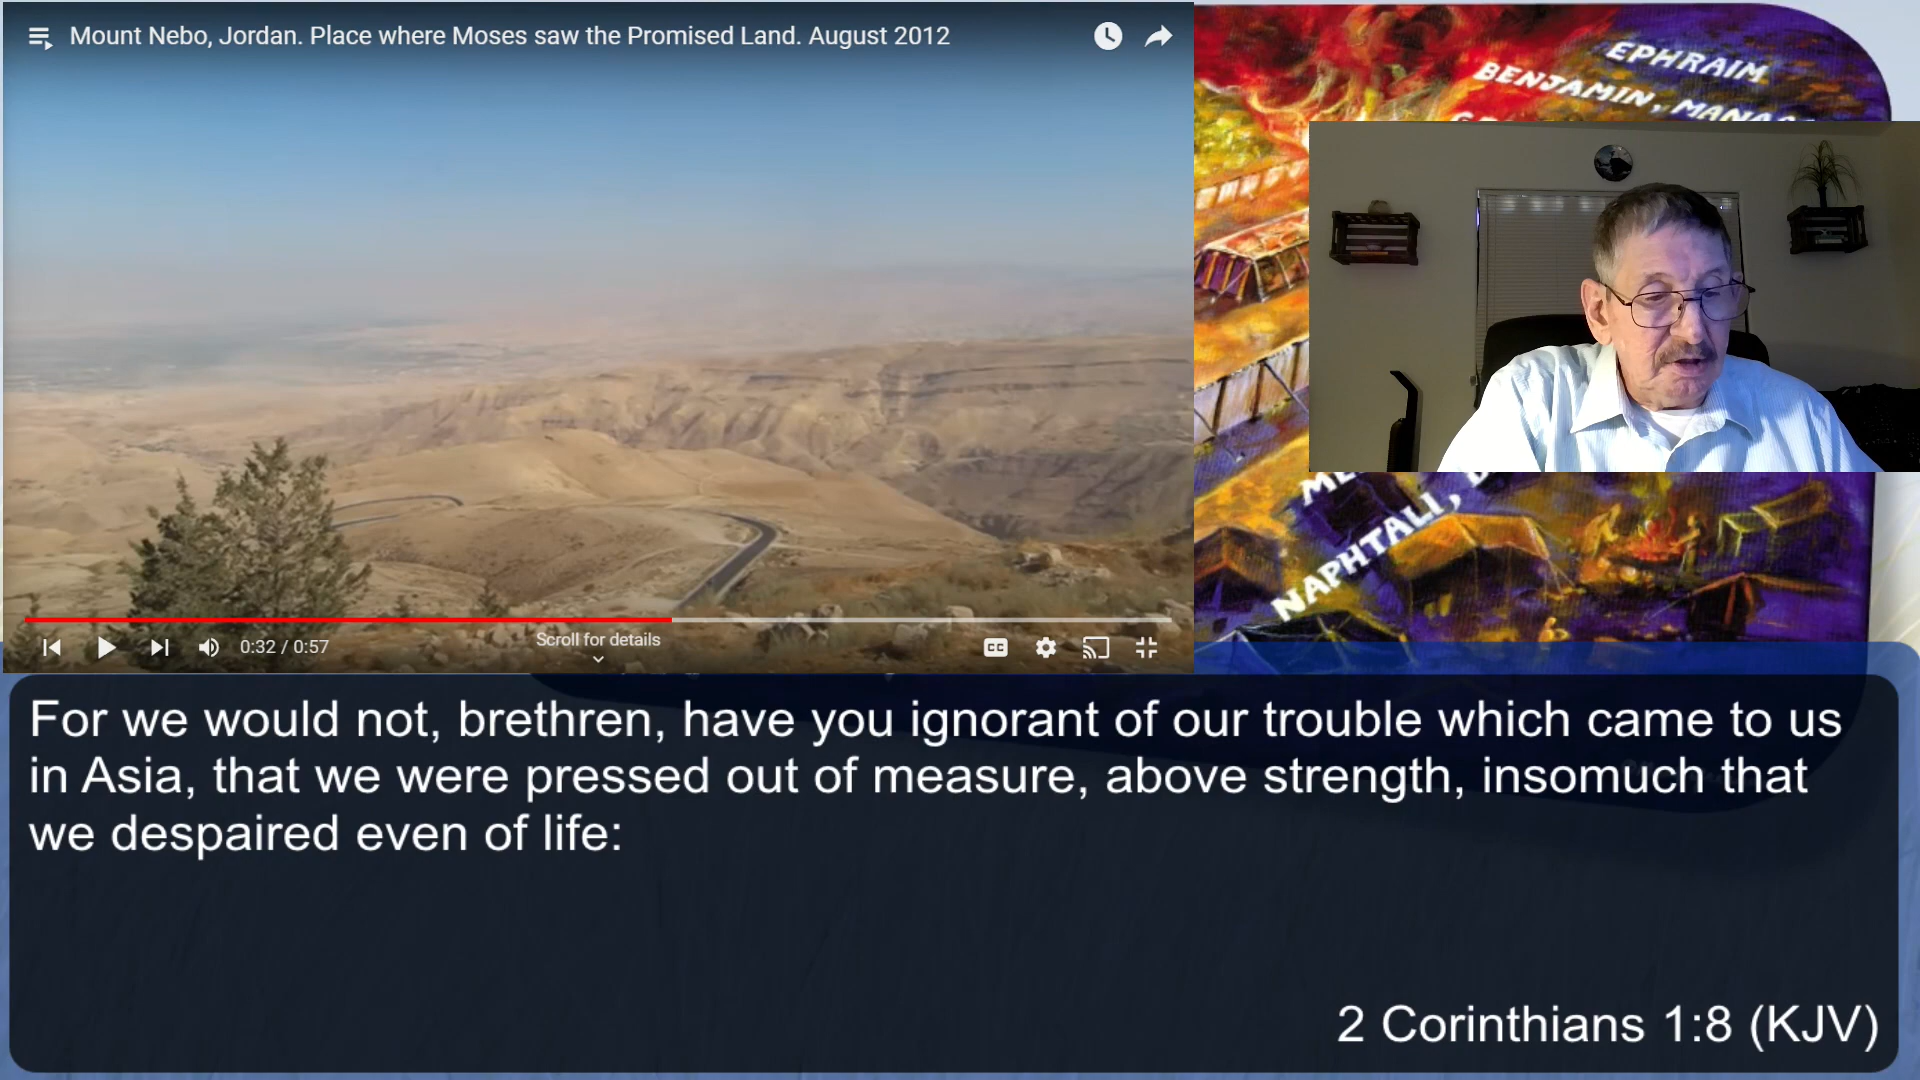 Mount Nebo, Jordan. Place where Moses saw the Promised Land. August 2012
EPHRAIM
BENJAMIN, MANAS
NAPHTALI, D
0:32 / 0:57
Scroll for details
CC
For we would not, brethren, have you ignorant of our trouble which came to us
in Asia, that we were pressed out of measure, above strength, insomuch that
we despaired even of life:
2 Corinthians 1:8 (KJV)